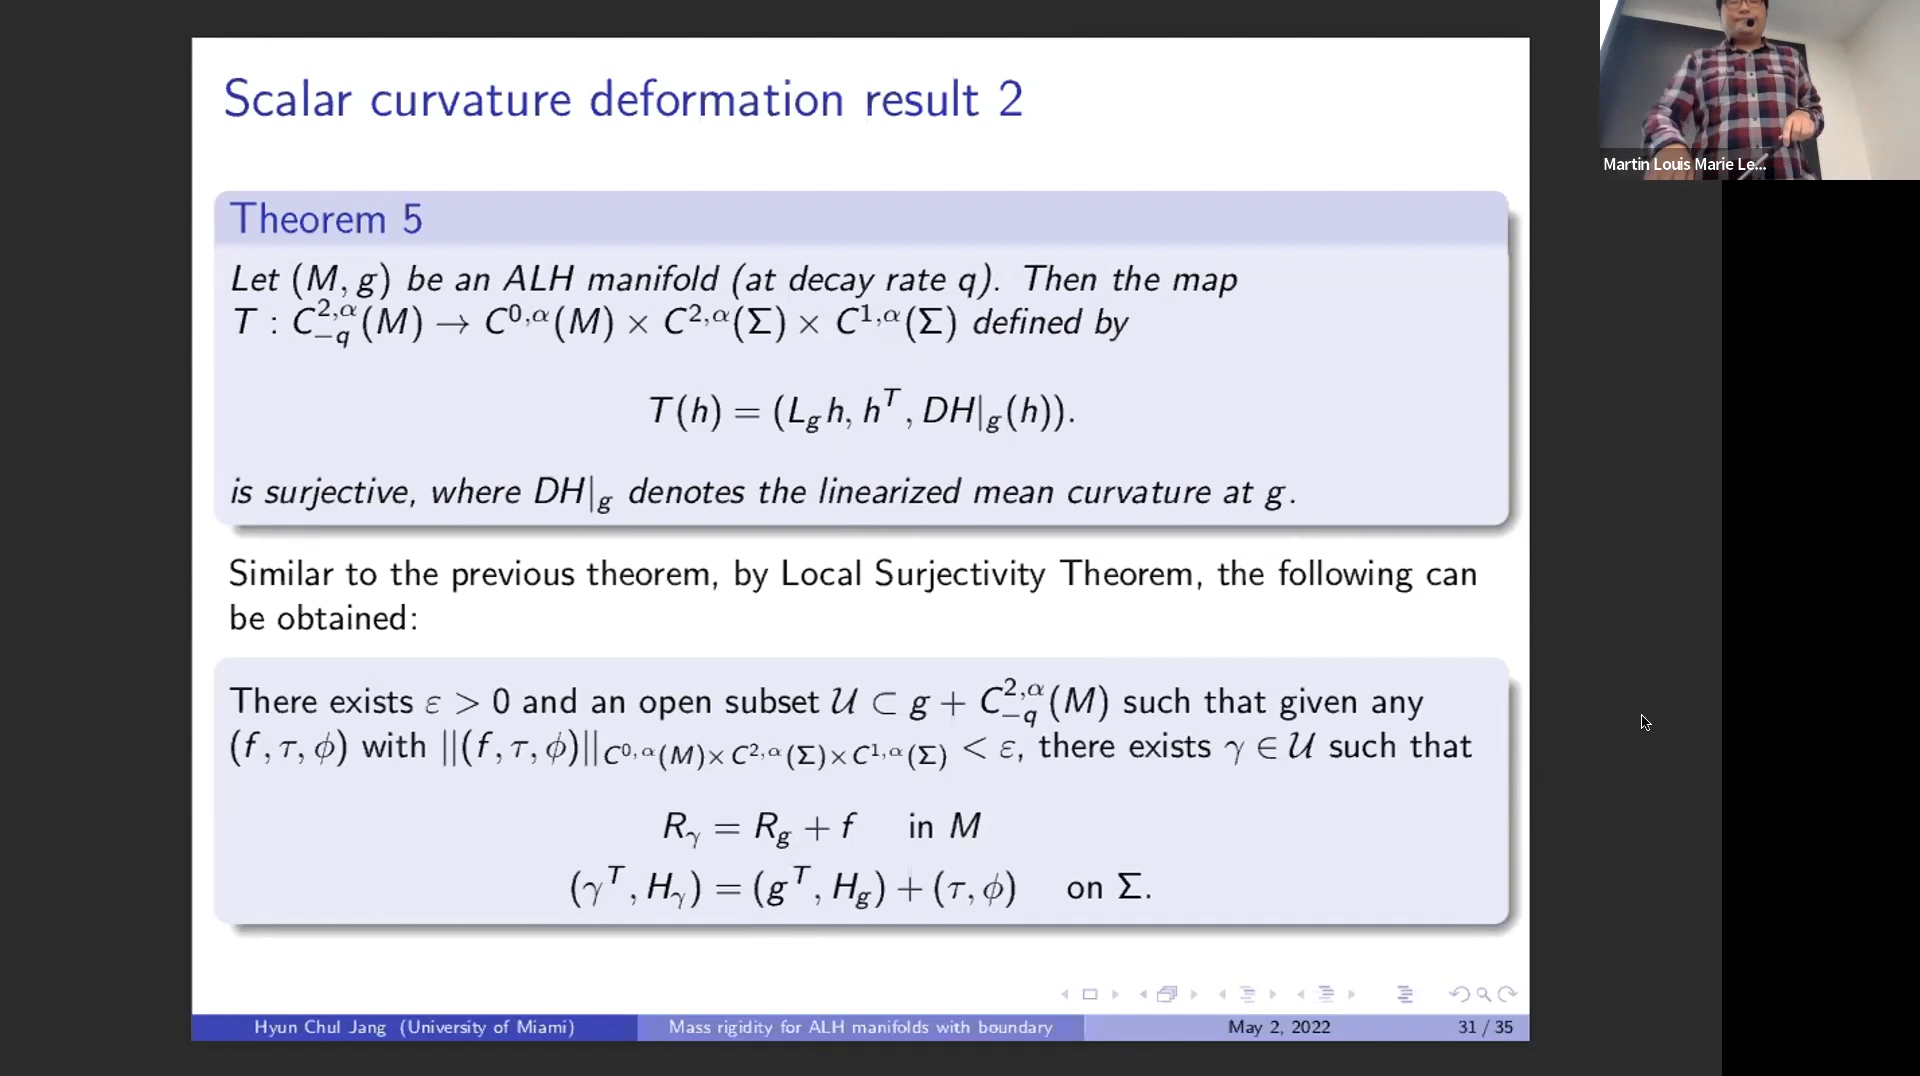 Scalar curvature deformation result 2
Martin Louis Marie Le...
Theorem 5
Let (M, g) be an ALH manifold (at decay rate q). Then the map
T : C^{2,α}_{−q}(M) → C^{0,α}(M) × C^{2,α}(Σ) × C^{1,α}(Σ) defined by
T(h) = (L_g h, h^T, DH|_g(h)).
is surjective, where DH|_g denotes the linearized mean curvature at g.
Similar to the previous theorem, by Local Surjectivity Theorem, the following can
be obtained:
There exists ε > 0 and an open subset 𝒰 ⊂ g + C^{2,α}_{−q}(M) such that given any
(f, τ, ϕ) with ||(f, τ, ϕ)||_{C^{0,α}(M)×C^{2,α}(Σ)×C^{1,α}(Σ)} < ε, there exists γ ∈ 𝒰 such that
R_γ = R_g + f in M
(γ^T, H_γ) = (g^T, H_g) + (τ, ϕ) on Σ.
Hyun Chul Jang (University of Miami) Mass rigidity for ALH manifolds with boundary May 2, 2022 31 / 35